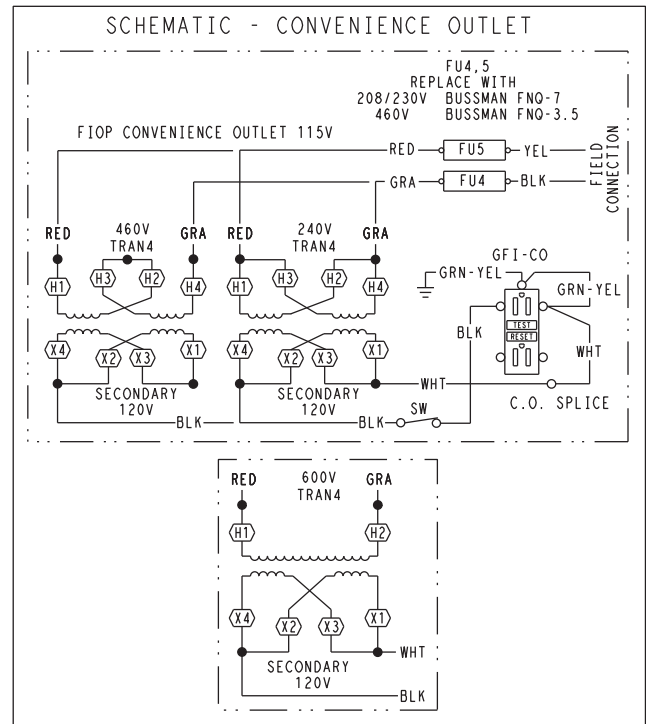 SCHEMATIC - CONVENIENCE OUTLET
FU4,5
REPLACE WITH
208/230V BUSSMAN FNQ-7
460V BUSSMAN FNQ-3.5
FIOP CONVENIENCE OUTLET 115V
RED FU5 YEL
GRA FU4 BLK
FIELD
CONNECTION
RED 460V GRA RED 240V GRA
TRAN4 TRAN4
H1 H3 H2 H4 H1 H3 H2 H4
GFI-CO
GRN-YEL GRN-YEL
BLK TEST
RESET WHT
X4 X2 X3 X1 X4 X2 X3 X1
SECONDARY SECONDARY WHT
120V 120V C.O. SPLICE
BLK BLK SW
RED 600V GRA
TRAN4
H1 H2
X4 X2 X3 X1
WHT
SECONDARY
120V
BLK